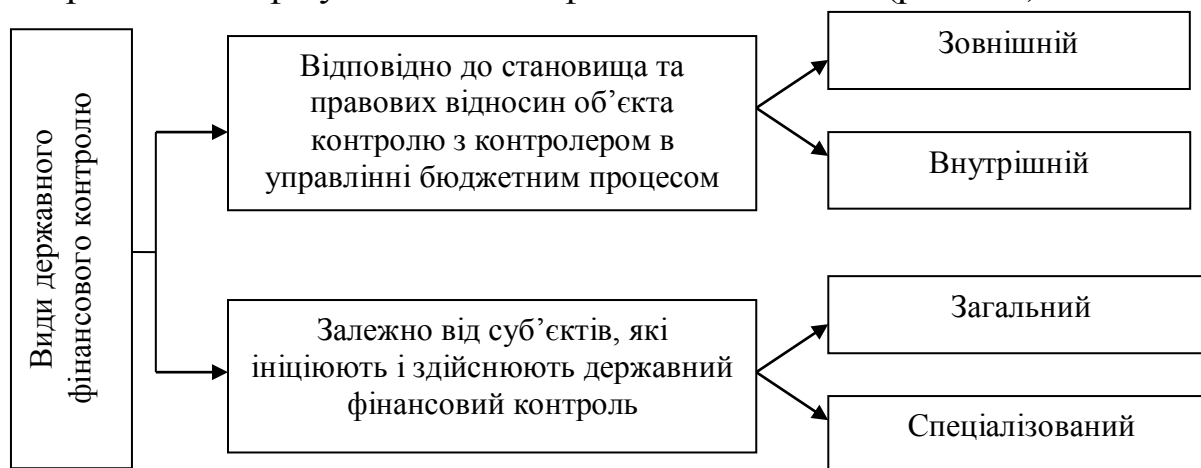 Види державного
фінансового контролю
Відповідно до становища та
правових відносин об’єкта
контролю з контролером в
управлінні бюджетним процесом
Зовнішній
Внутрішній
Залежно від суб’єктів, які
ініціюють і здійснюють державний
фінансовий контроль
Загальний
Спеціалізований